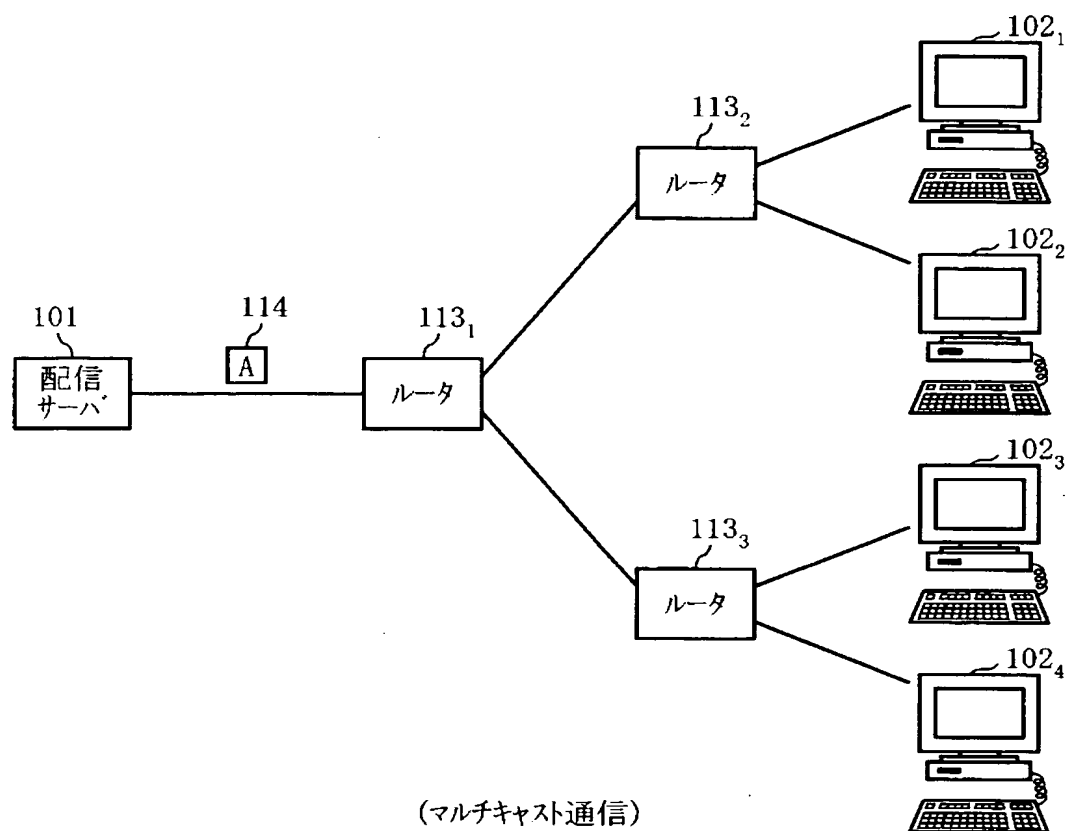 102₁
113₂
ルータ
102₂
101
114
113₁
配信
サーバ
A
ルータ
102₃
113₃
ルータ
102₄
(マルチキャスト通信)